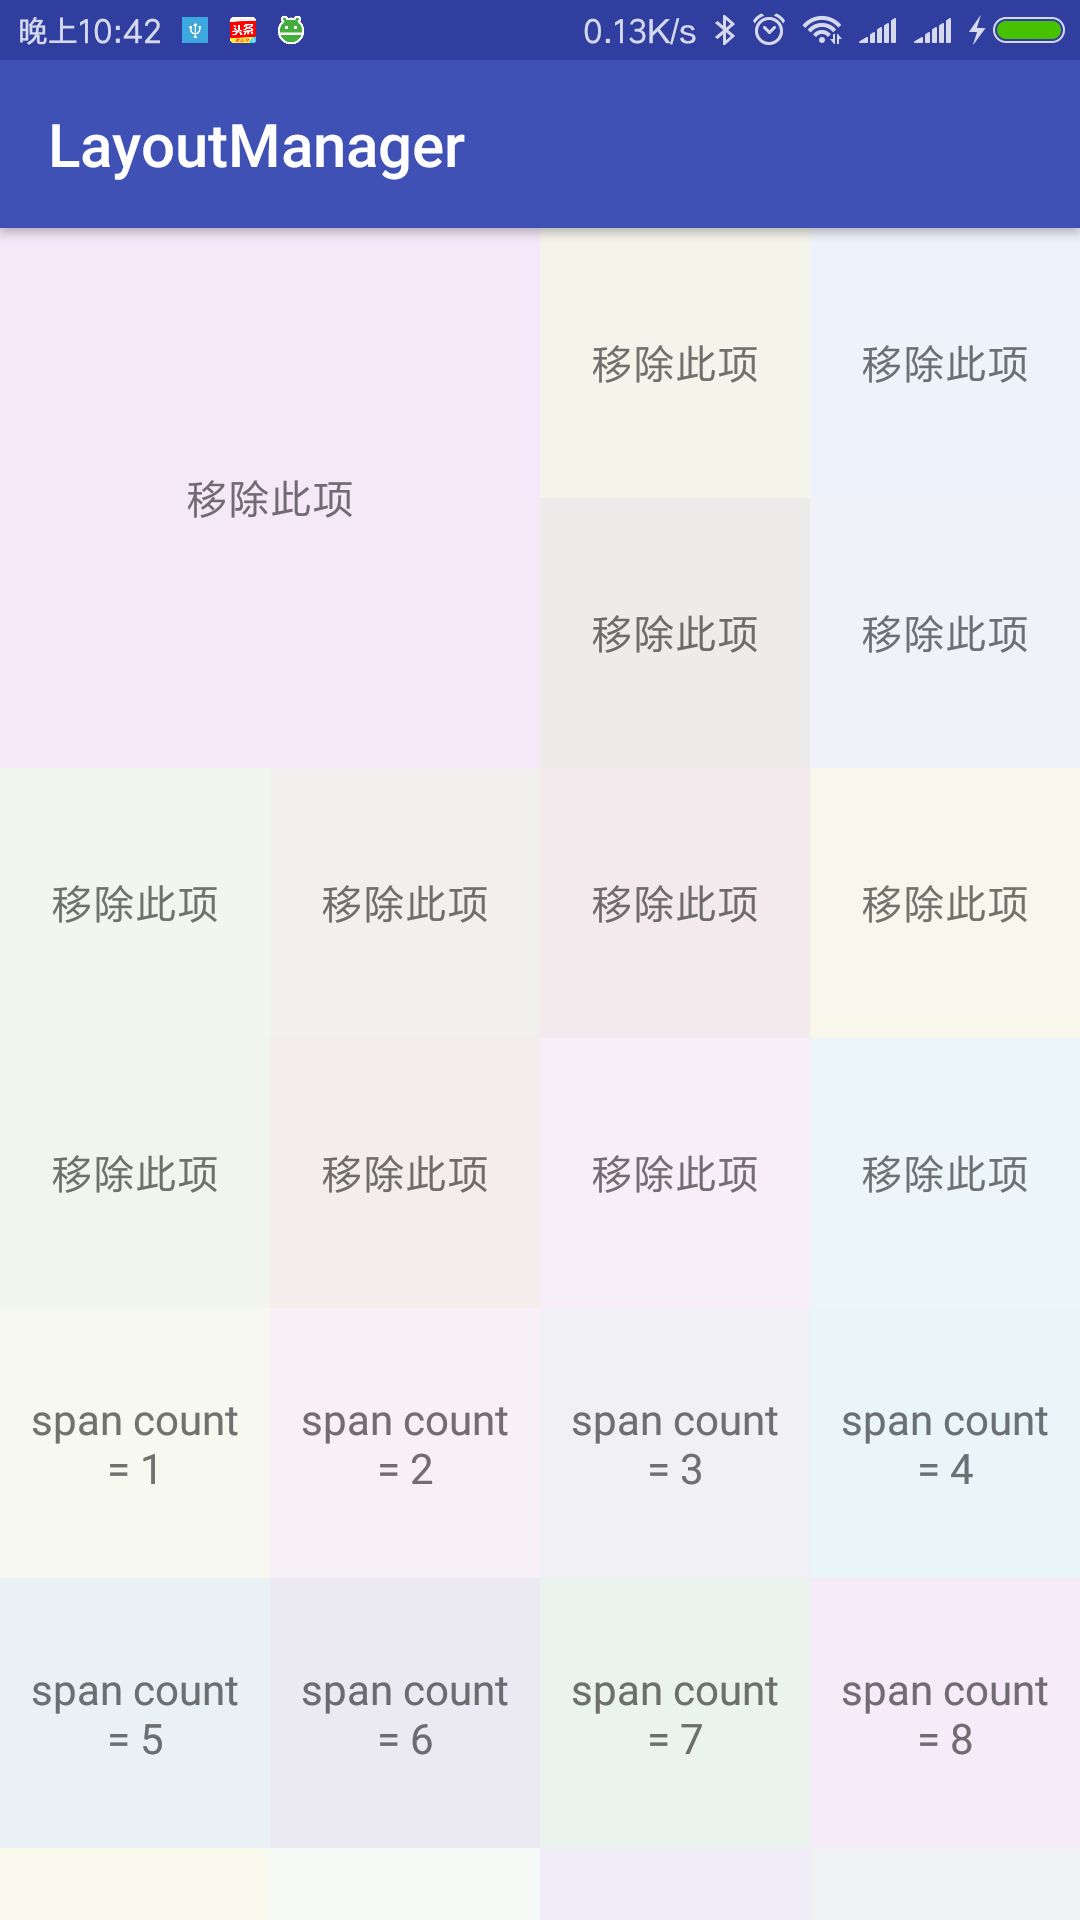 晚上10:42 头条 0.13K/s
LayoutManager
移除此项 移除此项
移除此项
移除此项 移除此项
移除此项 移除此项 移除此项 移除此项
移除此项 移除此项 移除此项 移除此项
span count span count span count span count
= 1 = 2 = 3 = 4
span count span count span count span count
= 5 = 6 = 7 = 8